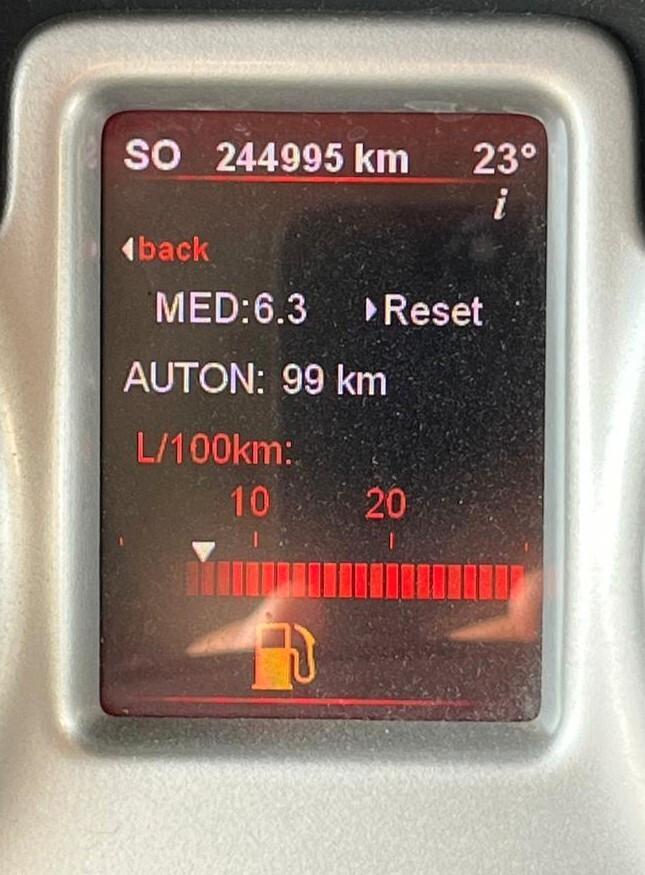 SO 244995 km 23°
i
back
MED:6.3 Reset
AUTON: 99 km
L/100km:
10 20